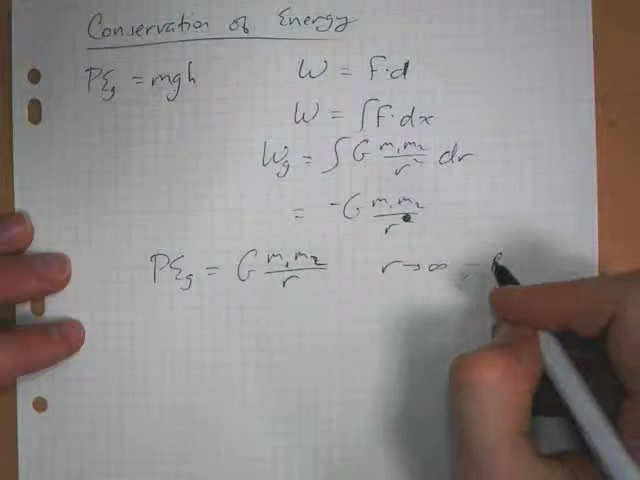 Conservation of Energy
PEg = mgh W = F·d
W = ∫F·dx
Wg = ∫ G m₁m₂/r² dr
= -G m₁m₂/r
PEg = G m₁m₂/r r→∞,